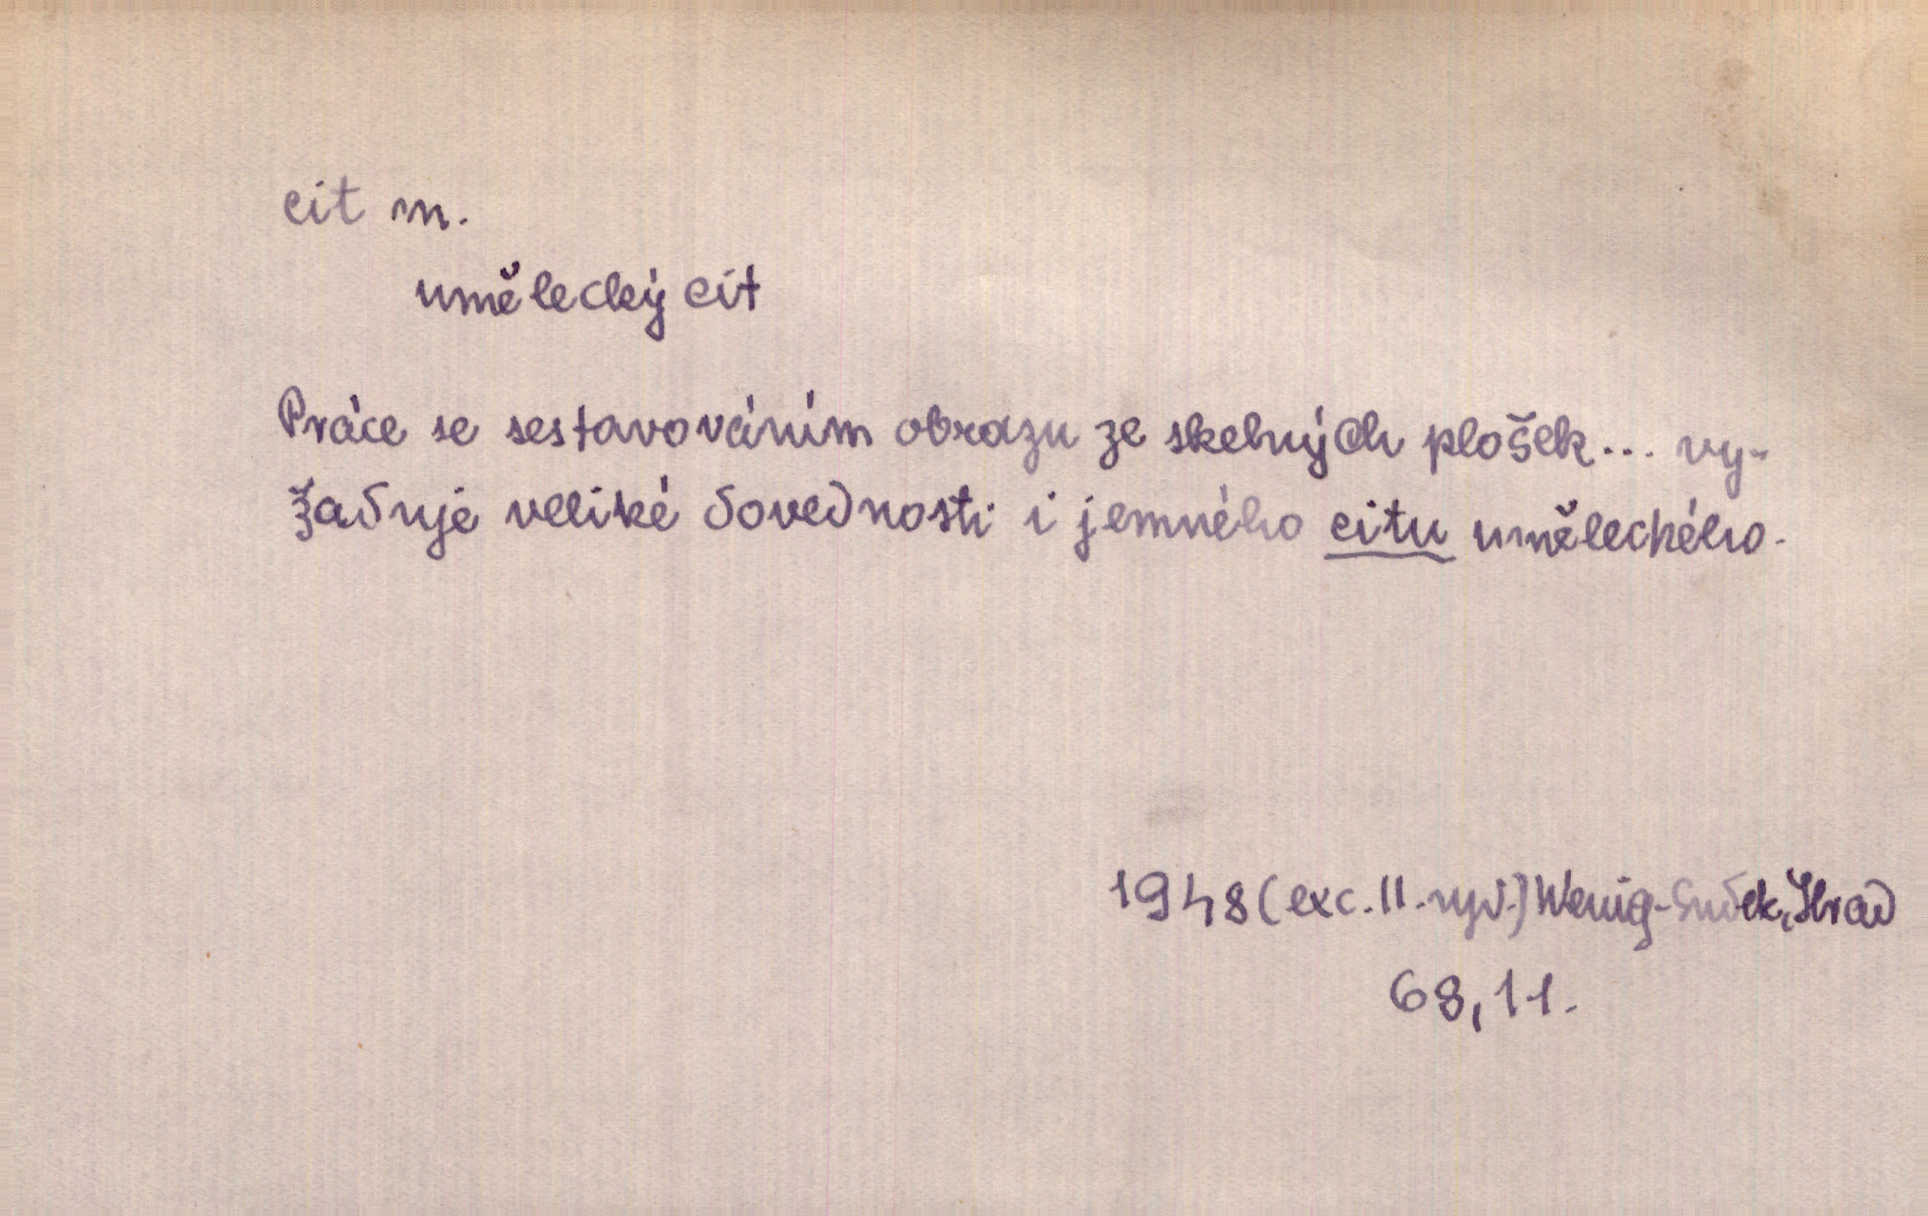 cit m.
umělecký cit
Práce se sestavováním obrazu ze skelných plošek... vy-
žaduje veliké dovednosti i jemného citu uměleckého.
1948 (exc. II. vyd.) Wenig-Sudek, Hrad
68, 11.